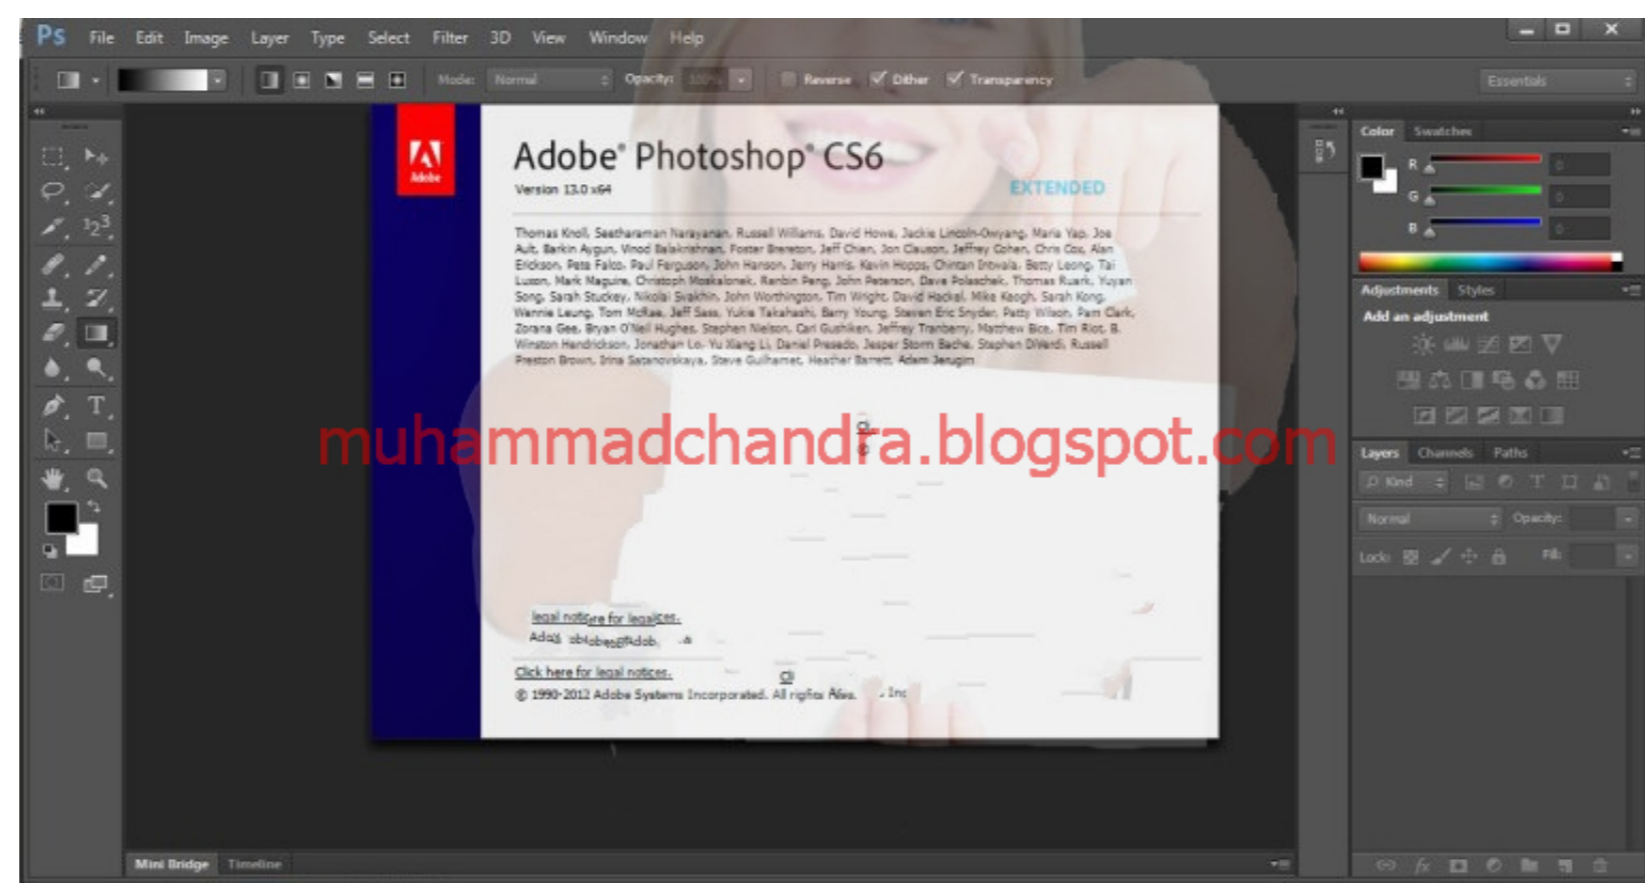 Ps File Edit Image Layer Type Select Filter 3D View Window Help
Mode: Normal Opacity: 100% Reverse Dither Transparency Essentials
Color Swatches
R 0
G 0
B 0
Adjustments Styles
Add an adjustment
Layers Channels Paths
Kind
Normal Opacity:
Lock: Fill:
Adobe
Adobe® Photoshop® CS6
Version 13.0 x64
EXTENDED
Thomas Knoll, Seetharaman Narayanan, Russell Williams, David Howe, Jackie Lincoln-Owyang, Maria Yap, Joe
Ault, Barkin Aygun, Vinod Balakrishnan, Foster Brereton, Jeff Chien, Jon Clauson, Jeffrey Cohen, Chris Cox, Alan
Erickson, Pete Falco, Paul Ferguson, John Hanson, Jerry Harris, Kevin Hopps, Chintan Intwala, Betty Leong, Tai
Luxon, Mark Maguire, Christoph Moskalonek, Renbin Peng, John Peterson, Dave Polaschek, Thomas Ruark, Yuyan
Song, Sarah Stuckey, Nikolai Svakhin, John Worthington, Tim Wright, David Hackel, Mike Keogh, Sarah Kong,
Wennie Leung, Tom McRae, Jeff Sass, Yukie Takahashi, Barry Young, Steven Eric Snyder, Patty Wilson, Pam Clark,
Zorana Gee, Bryan O'Neil Hughes, Stephen Nielson, Cari Gushiken, Jeffrey Tranberry, Matthew Bice, Tim Riot, B.
Winston Hendrickson, Jonathan Lo, Yu Xiang Li, Daniel Presedo, Jesper Storm Bache, Stephen DiVerdi, Russell
Preston Brown, Irina Satanovskaya, Steve Guilhamet, Heather Barrett, Adam Jerugim
muhammadchandra.blogspot.com
legal for
Click here for legal notices.
© 1990-2012 Adobe Systems Incorporated. All rights
Mini Bridge Timeline